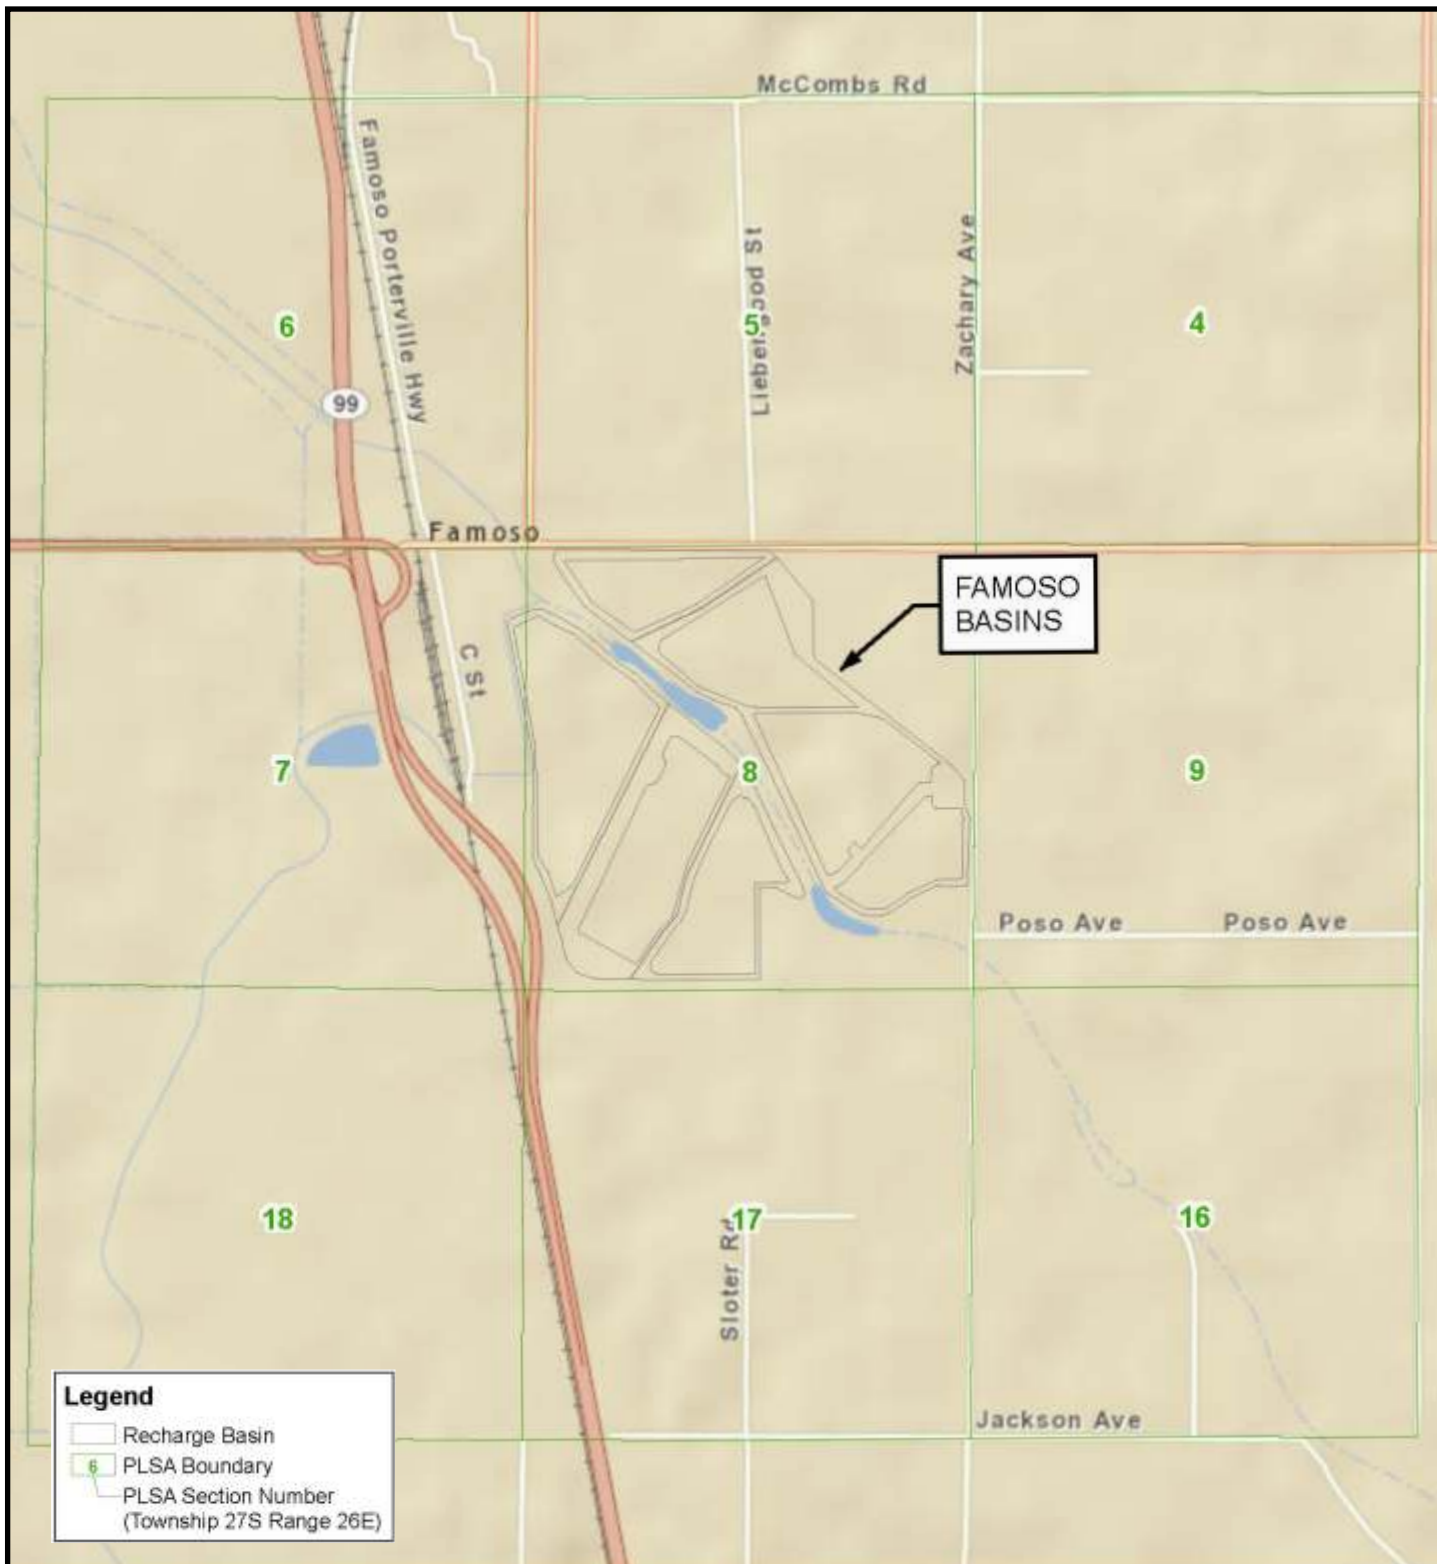 McCombs Rd
Famoso Porterville Hwy
Zachary Ave
6
5
4
99
Famoso
FAMOSO
BASINS
C St
7
8
9
Poso Ave
Poso Ave
18
17
16
Sloter Rd
Jackson Ave
Legend
Recharge Basin
6
PLSA Boundary
PLSA Section Number
(Township 27S Range 26E)